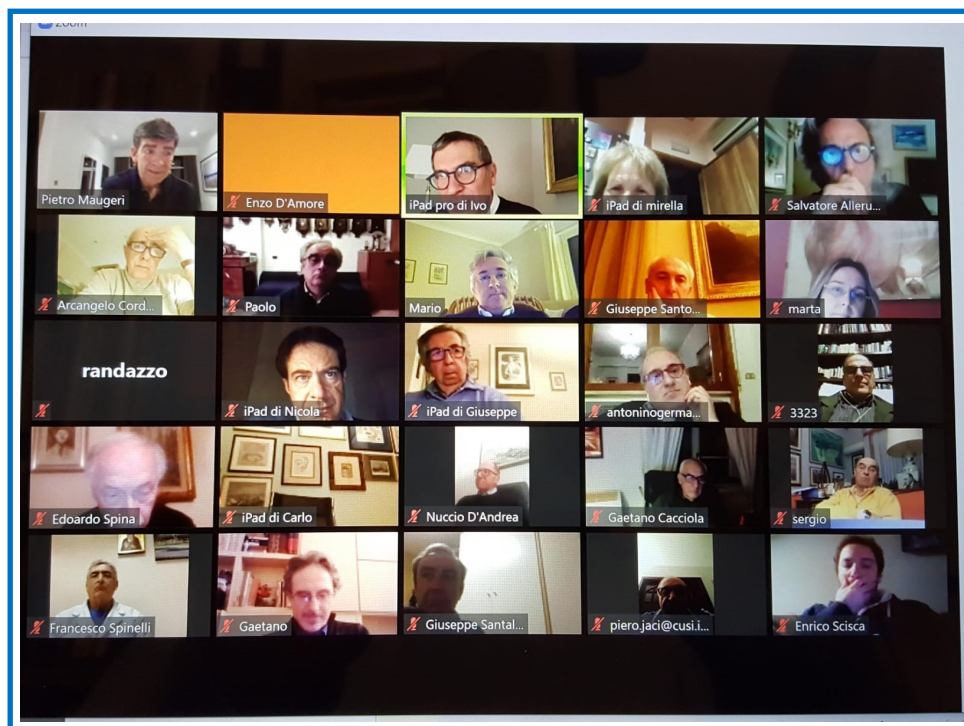 zoom
Pietro Maugeri
Enzo D'Amore
iPad pro di Ivo
iPad di mirella
Salvatore Alleru...
Arcangelo Cord...
Paolo
Mario
Giuseppe Santo...
marta
randazzo
iPad di Nicola
iPad di Giuseppe
antoninogerma...
3323
Edoardo Spina
iPad di Carlo
Nuccio D'Andrea
Gaetano Cacciola
sergio
Francesco Spinelli
Gaetano
Giuseppe Santal...
piero.jaci@cusi.i...
Enrico Scisca